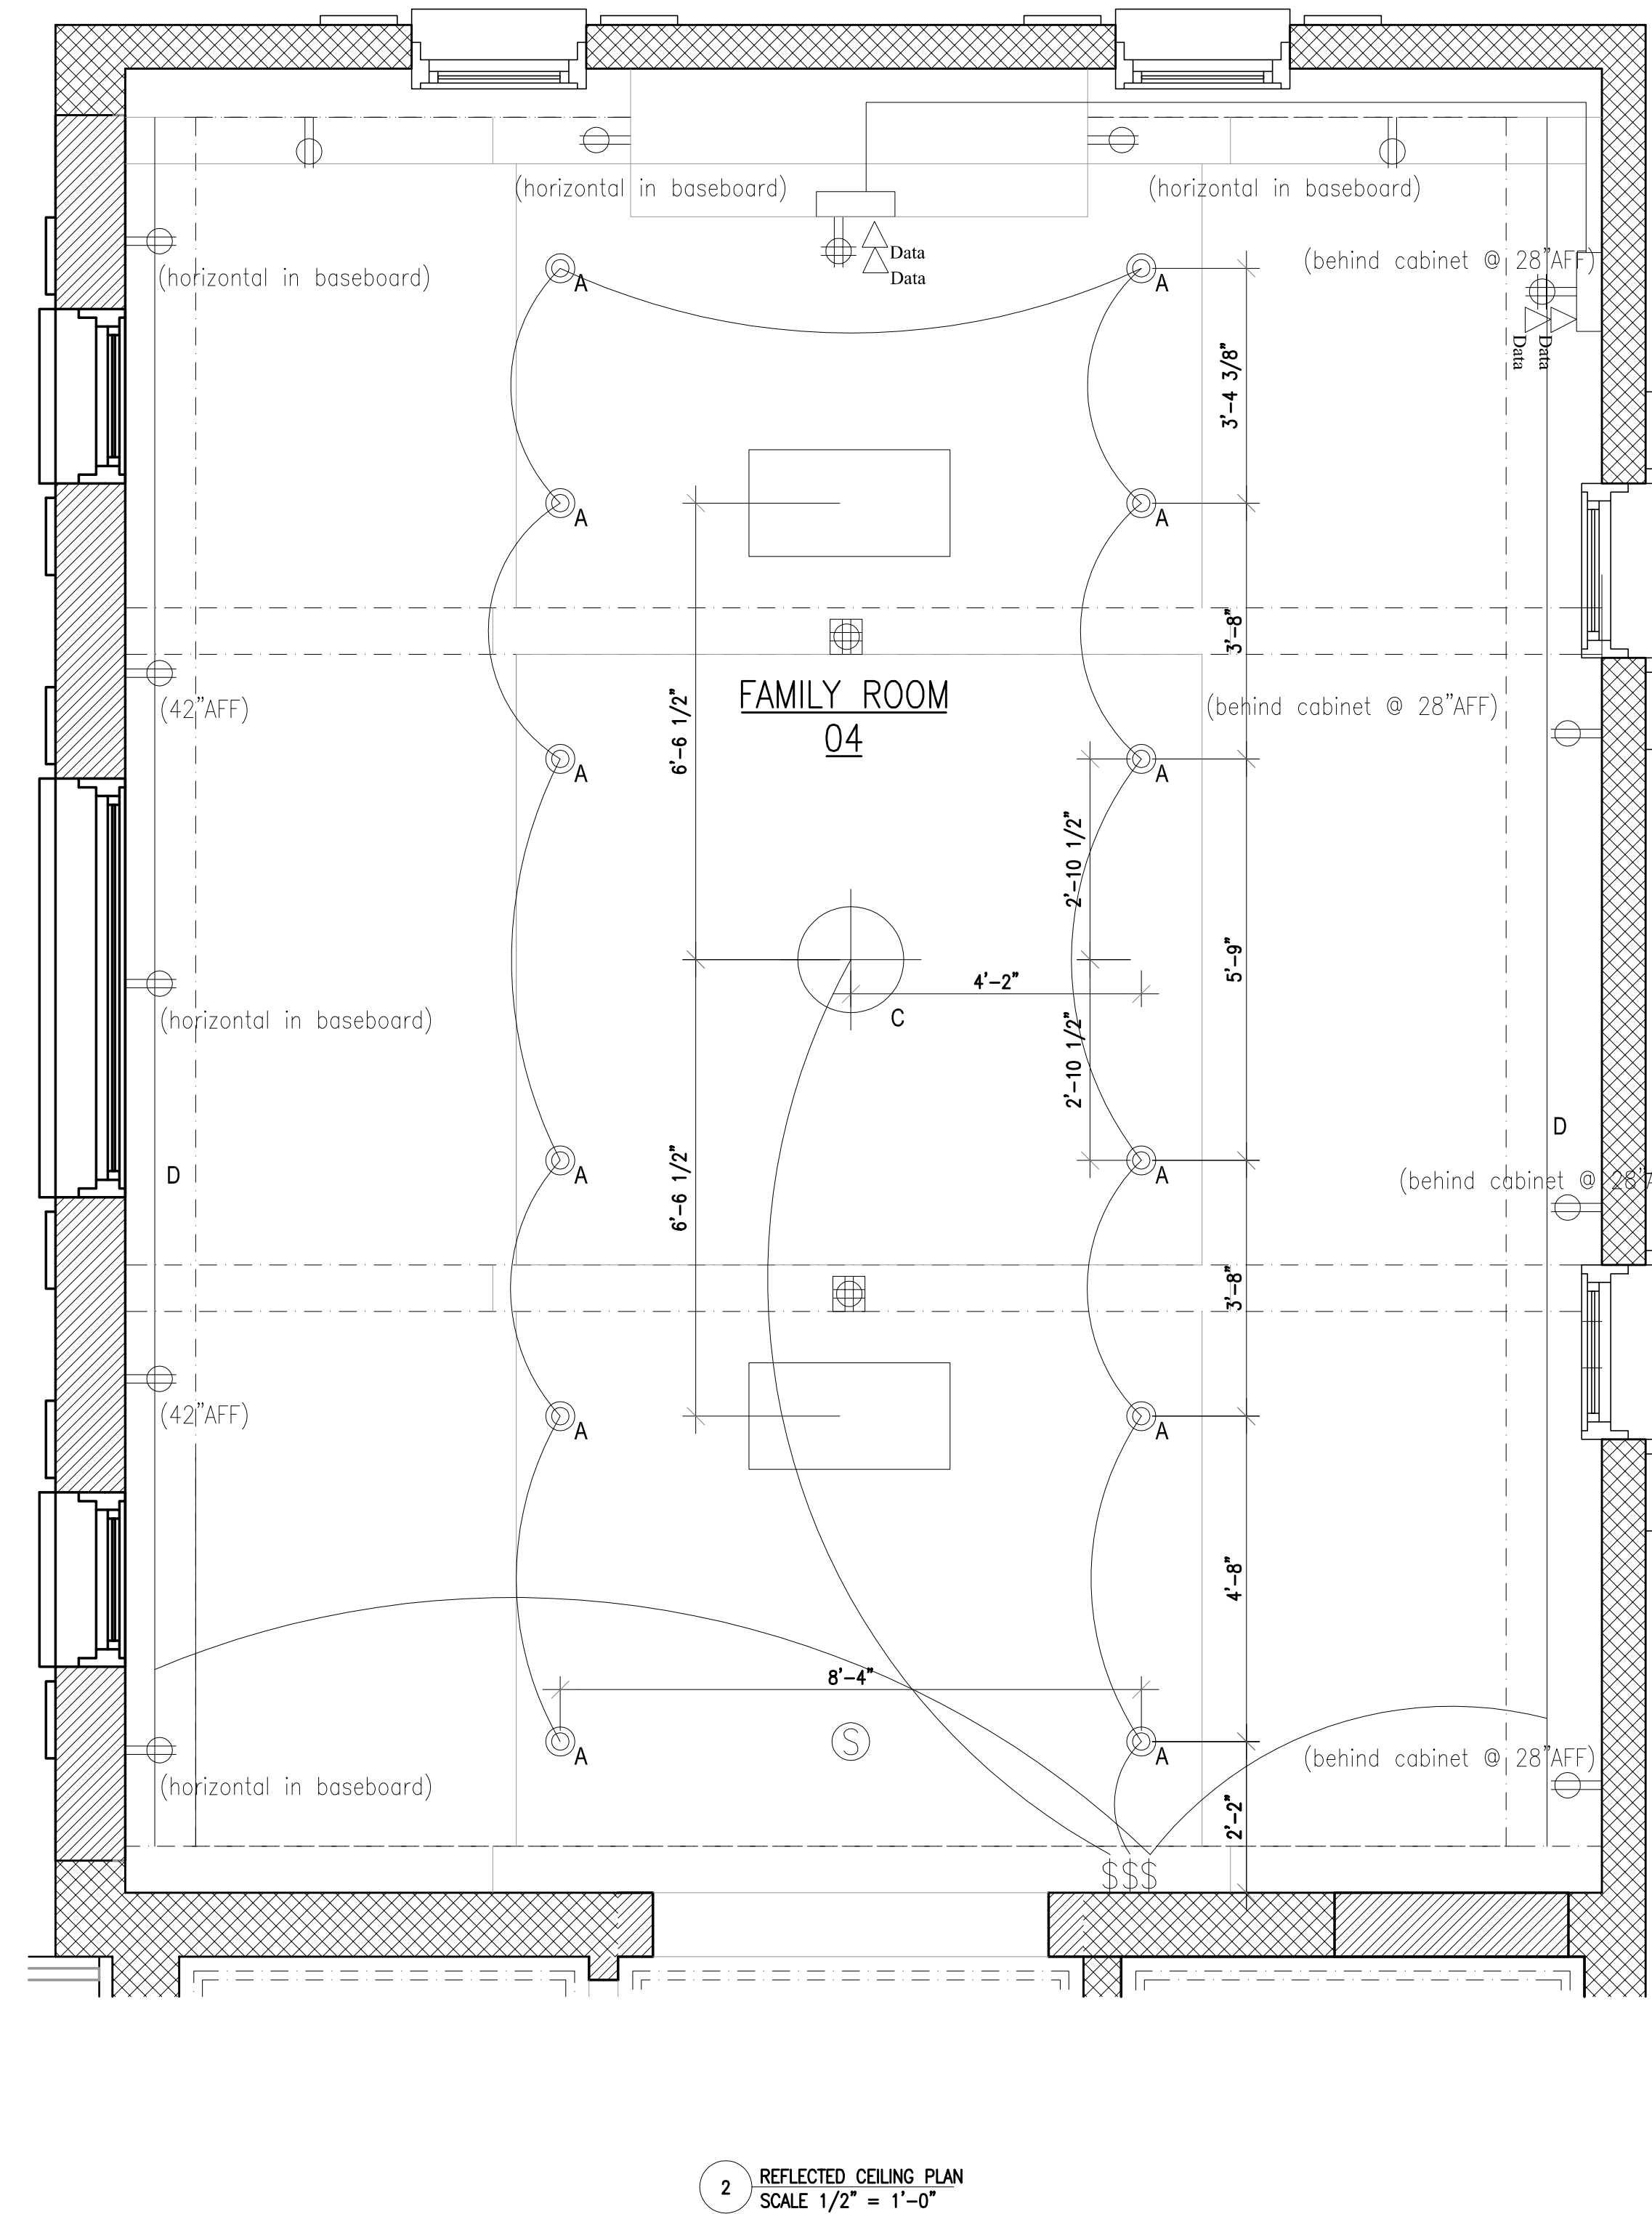 (horizontal in baseboard)
(horizontal in baseboard)
Data
Data
(behind cabinet @ 28"AFF)
(horizontal in baseboard)
A
A
Data
Data
3'-4 3/8"
A
A
3'-8"
FAMILY ROOM
04
(42"AFF)
(behind cabinet @ 28"AFF)
6'-6 1/2"
A
A
2'-10 1/2"
5'-9"
4'-2"
C
(horizontal in baseboard)
2'-10 1/2"
D
D
A
A
6'-6 1/2"
(behind cabinet @ 28"A
3'-8"
(42"AFF)
A
A
4'-8"
8'-4"
S
A
A
(behind cabinet @ 28"AFF)
(horizontal in baseboard)
2'-2"
$$$
2
REFLECTED CEILING PLAN
SCALE 1/2" = 1'-0"